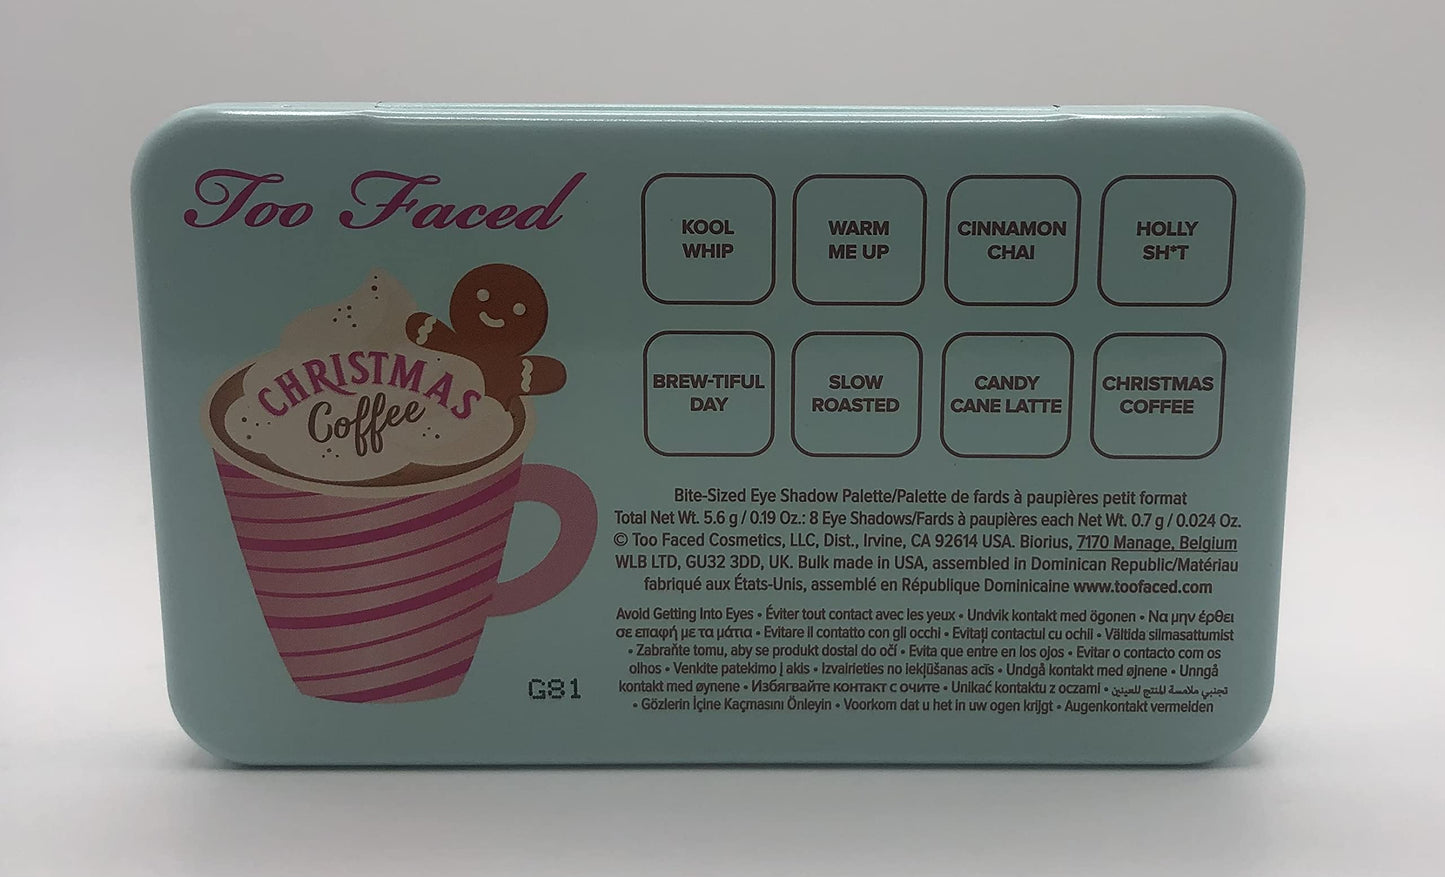 Too Faced
CHRISTMAS
Coffee
G81
KOOL
WHIP
WARM
ME UP
CINNAMON
CHAI
HOLLY
SH*T
BREW-TIFUL
DAY
SLOW
ROASTED
CANDY
CANE LATTE
CHRISTMAS
COFFEE
Bite-Sized Eye Shadow Palette/Palette de fards à paupières petit format
Total Net Wt. 5.6 g / 0.19 Oz.: 8 Eye Shadows/Fards à paupières each Net Wt. 0.7 g / 0.024 Oz.
© Too Faced Cosmetics, LLC, Dist., Irvine, CA 92614 USA. Biorius, 7170 Manage, Belgium
WLB LTD, GU32 3DD, UK. Bulk made in USA, assembled in Dominican Republic/Matériau
fabriqué aux États-Unis, assemblé en République Dominicaine www.toofaced.com
Avoid Getting Into Eyes • Éviter tout contact avec les yeux • Undvik kontakt med ögonen • Να μην έρθει
σε επαφή με τα μάτια • Evitare il contatto con gli occhi • Evitați contactul cu ochii • Vältida silmasattumist
• Zabraňte tomu, aby se produkt dostal do očí • Evita que entre en los ojos • Evitar o contacto com os
olhos • Venkite patekimo į akis • Izvairieties no iekļūšanas acīs • Undgå kontakt med øjnene • Unngå
kontakt med øynene • Избягвайте контакт с очите • Unikać kontaktu z oczami • تجنبي ملامسة المنتج للعينين
• Gözlerin İçine Kaçmasını Önleyin • Voorkom dat u het in uw ogen krijgt • Augenkontakt vermeiden